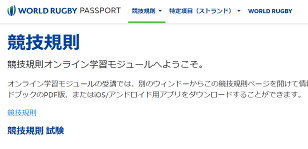 WORLD RUGBY PASSPORT 競技規則 特定項目（ストランド） WORLD RUGBY
競技規則
競技規則オンライン学習モジュールへようこそ。
オンライン学習モジュールの受講では、別のウィンドーからこの競技規則ページを開けて情
ドブックのPDF版、またはiOS/アンドロイド用アプリをダウンロードすることができます。
競技規則
競技規則 試験